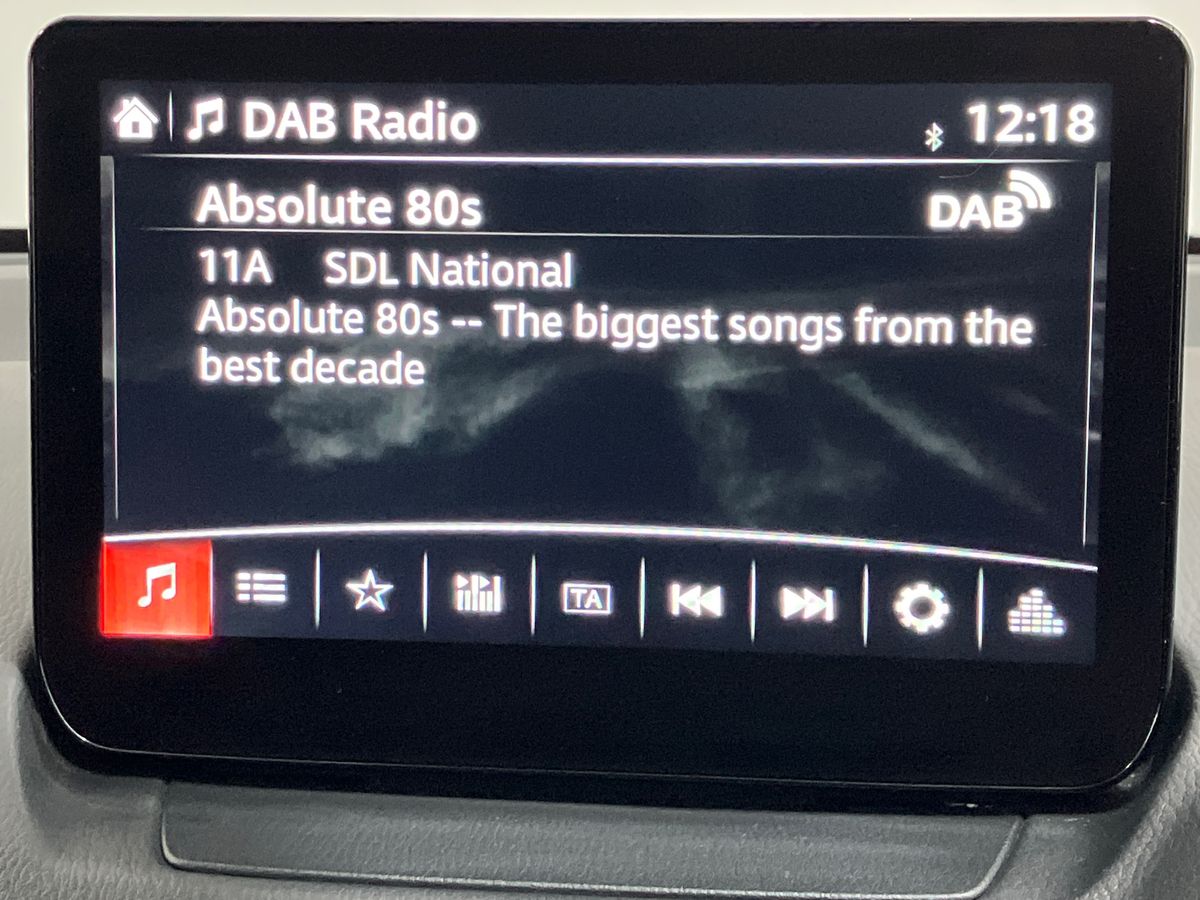 DAB Radio 12:18
Absolute 80s DAB
11A SDL National
Absolute 80s -- The biggest songs from the
best decade
TA